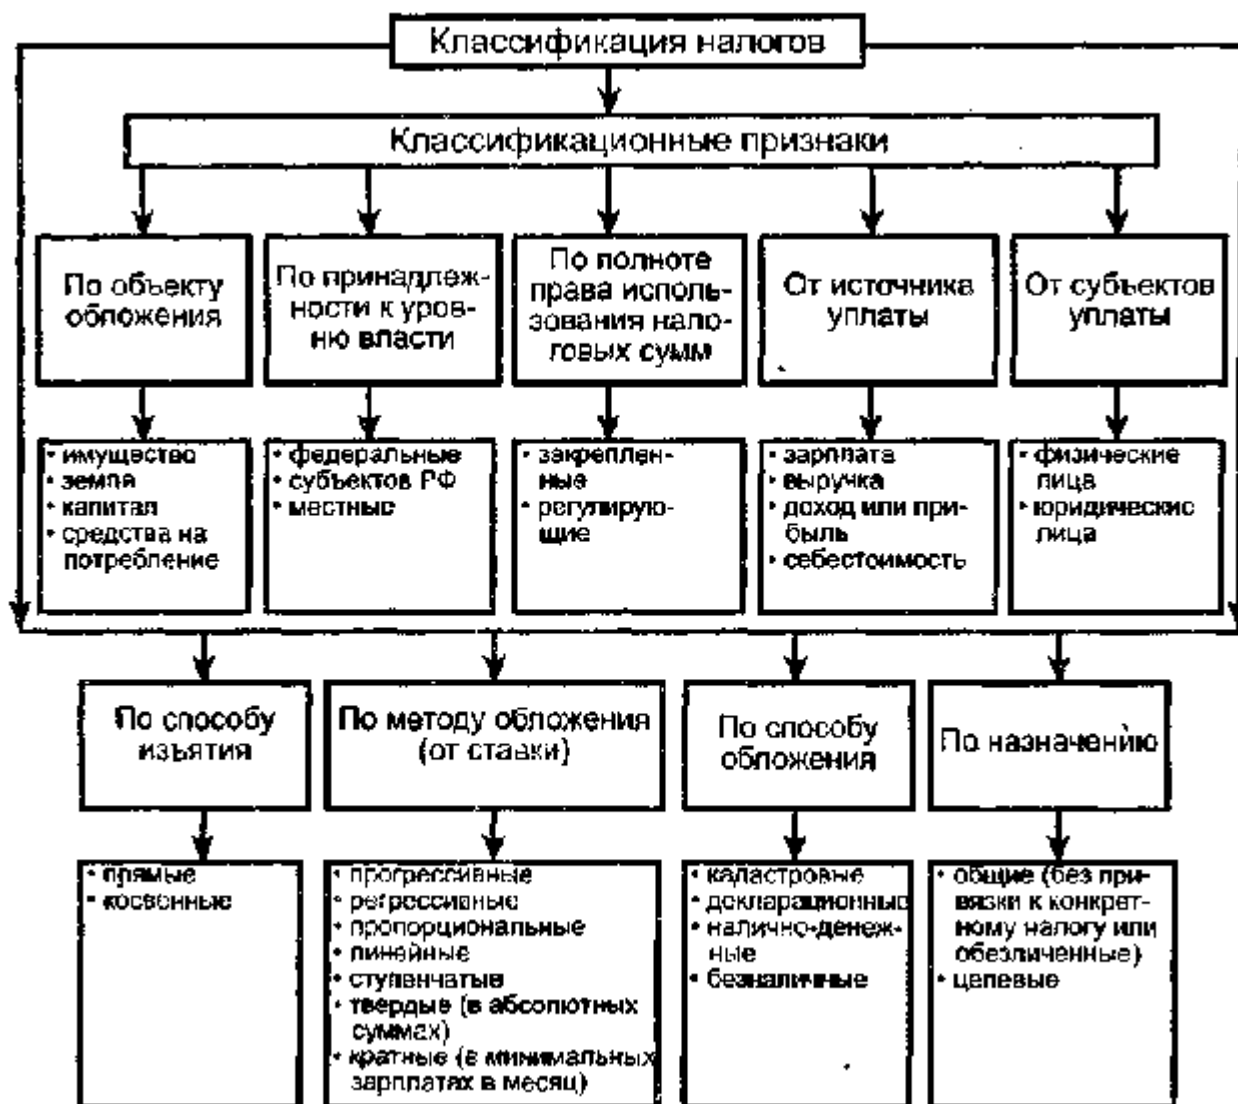 Классификация налогов
Классификационные признаки
По объекту
обложения
По принадлеж-
ности к уров-
ню власти
По полноте
права исполь-
зования нало-
говых сумм
От источника
уплаты
От субъектов
уплаты
• имущество
• земля
• капитал
• средства на
потребление
• федеральные
• субъектов РФ
• местные
• закреплен-
ные
• регулирую-
щие
• зарплата
• выручка
• доход или при-
быль
• себестоимость
• физические
лица
• юридические
лица
По способу
изъятия
По методу обложения
(от ставки)
По способу
обложения
По назначению
• прямые
• косвенные
• прогрессивные
• регрессивные
• пропорциональные
• линейные
• ступенчатые
• твердые (в абсолютных
суммах)
• кратные (в минимальных
зарплатах в месяц)
• кадастровые
• декларационные
• налично-денеж-
ные
• безналичные
• общие (без при-
вязки к конкрет-
ному налогу или
обезличенные)
• целевые